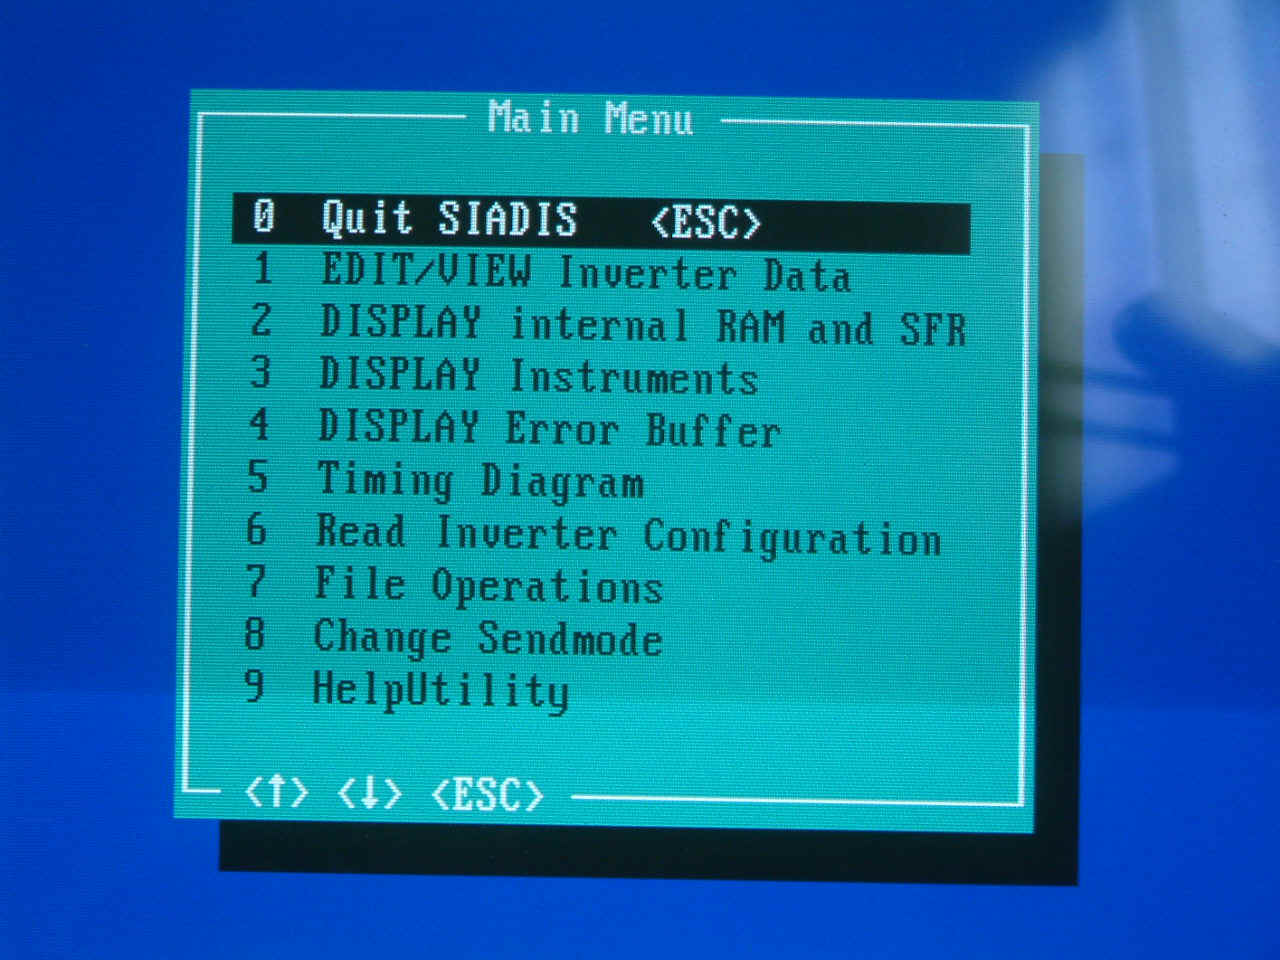 Main Menu
0 Quit SIADIS <ESC>
1 EDIT/VIEW Inverter Data
2 DISPLAY internal RAM and SFR
3 DISPLAY Instruments
4 DISPLAY Error Buffer
5 Timing Diagram
6 Read Inverter Configuration
7 File Operations
8 Change Sendmode
9 HelpUtility
<↑> <↓> <ESC>